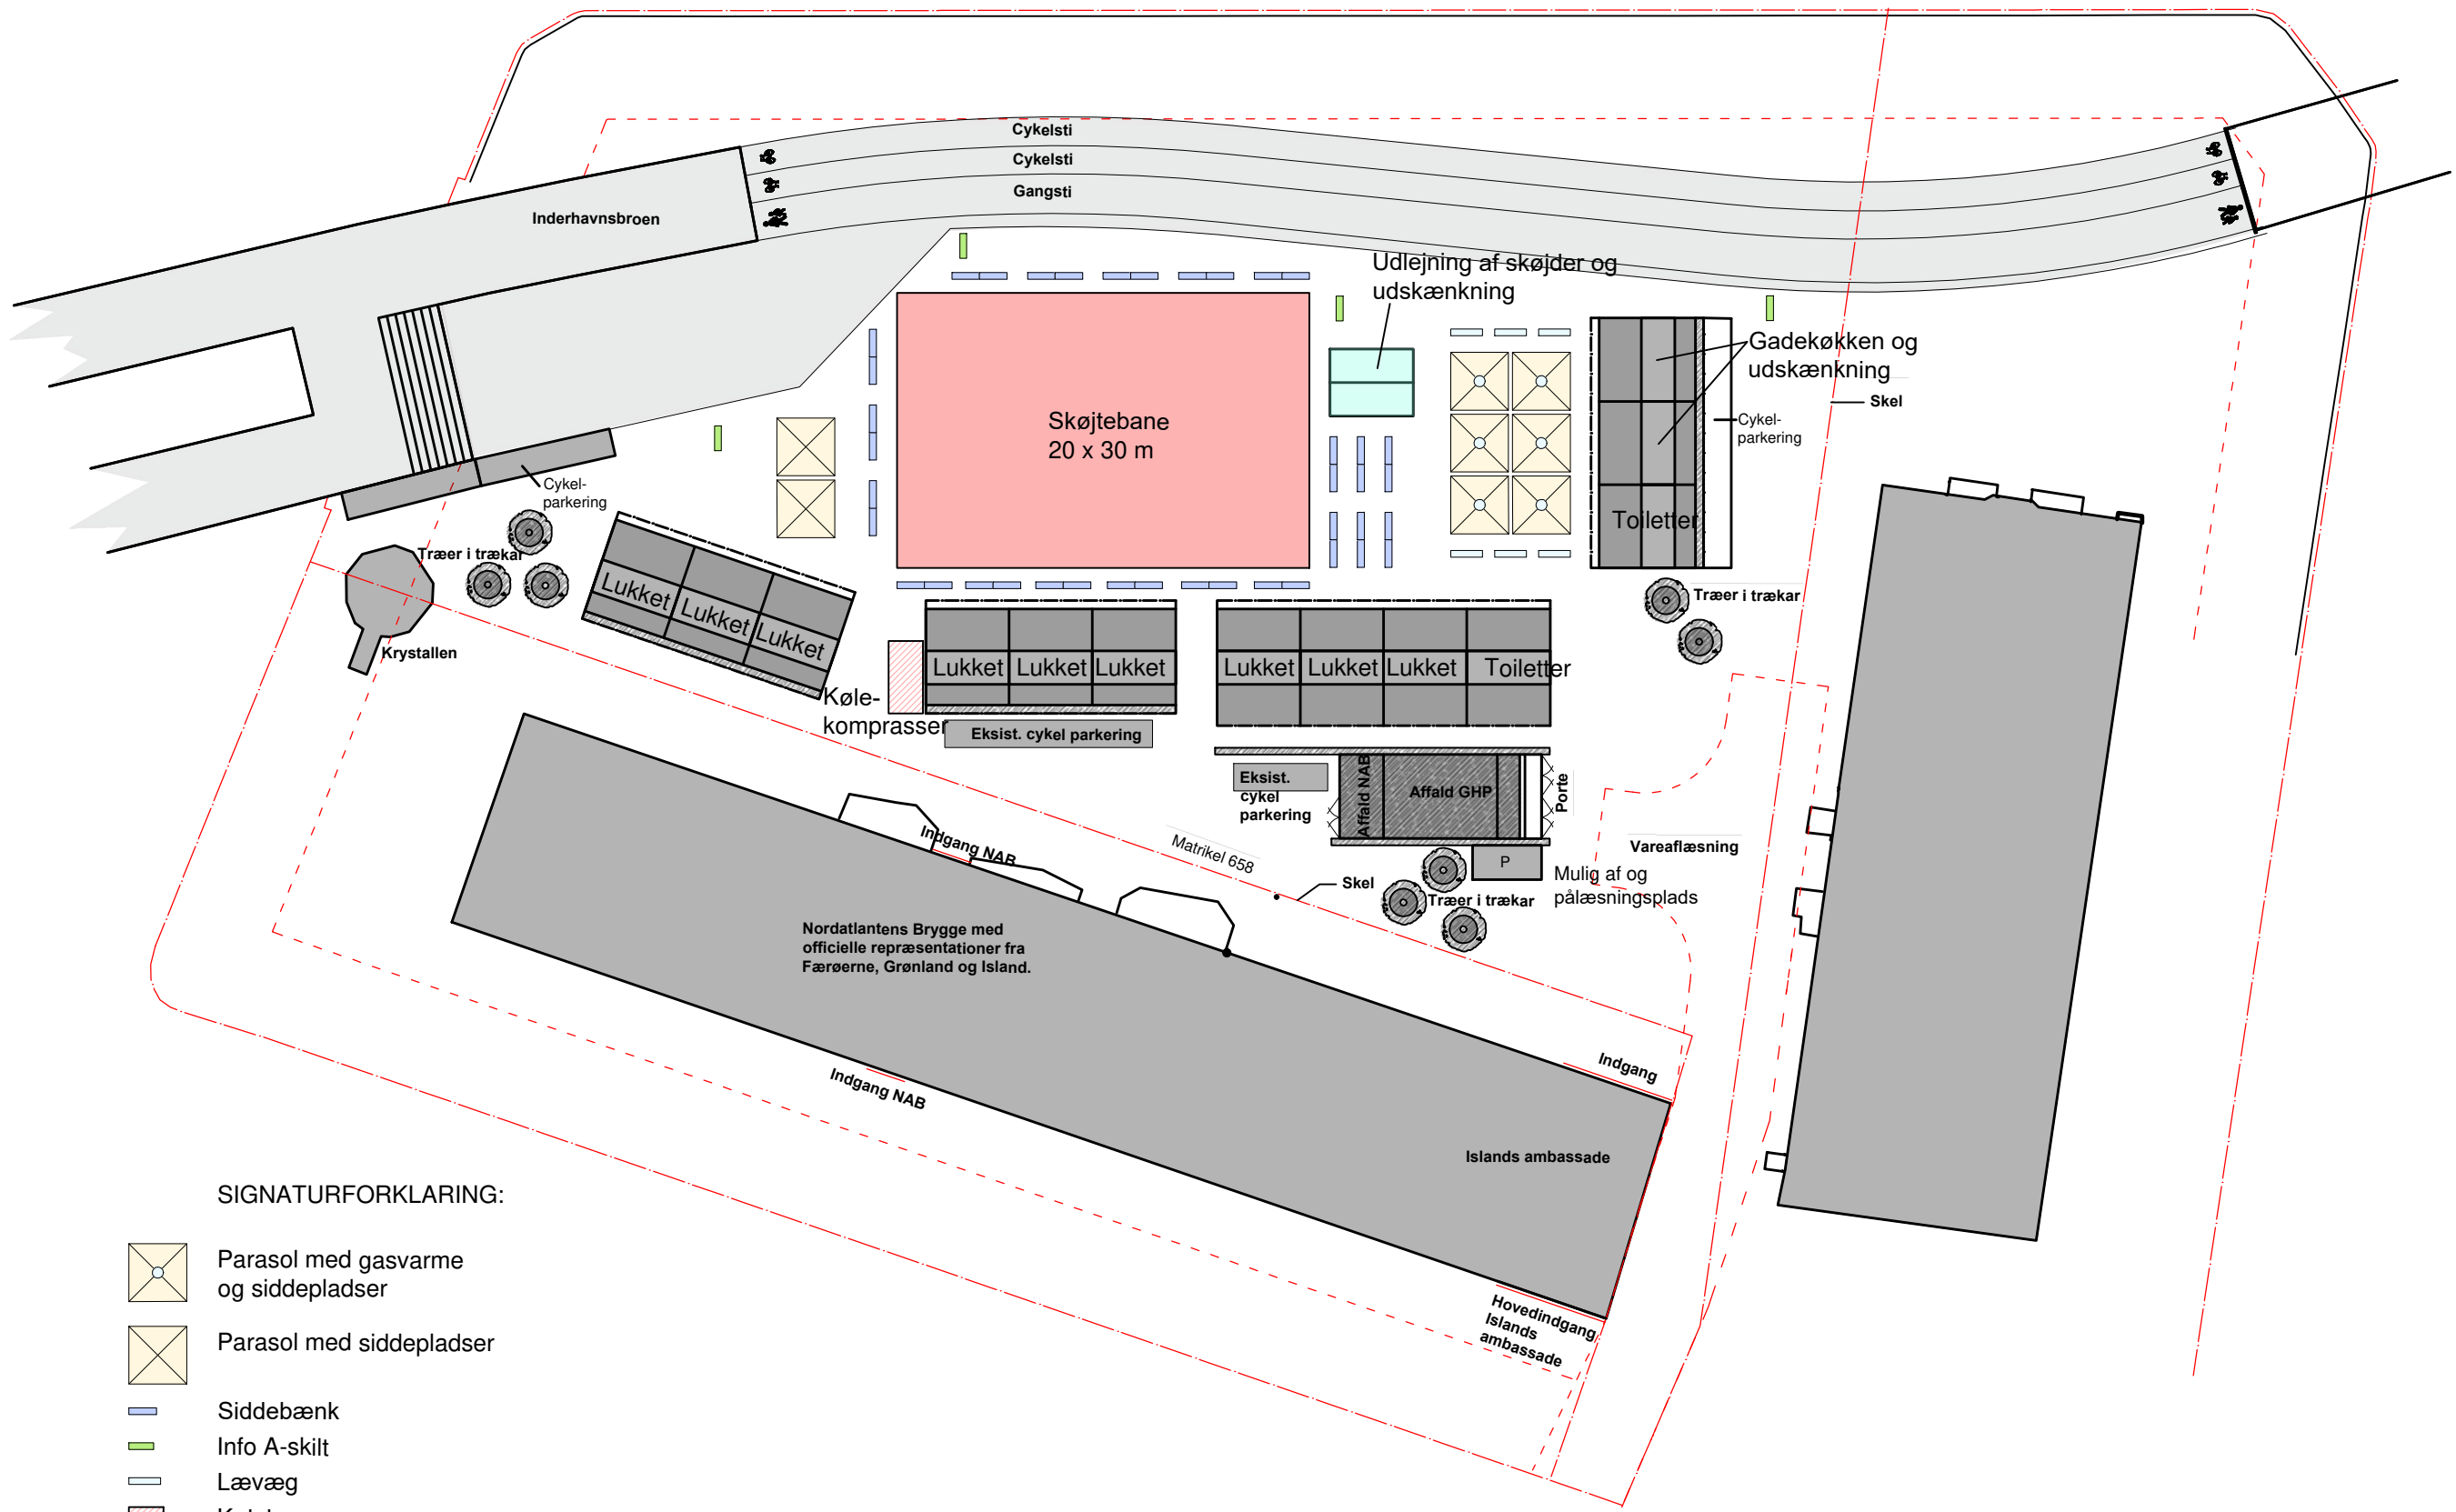 Cykelsti
Cykelsti
Gangsti
Inderhavnsbroen
Udlejning af skøjder og
udskænkning
Gadekøkken og
udskænkning
Skel
Cykel-
parkering
Skøjtebane
20 x 30 m
Toiletter
Cykel-
parkering
Træer i trækar
Krystallen
Lukket
Lukket
Lukket
Køle-
komprasser
Lukket
Lukket
Lukket
Eksist. cykel parkering
Lukket
Lukket
Lukket
Toiletter
Træer i trækar
Eksist.
cykel
parkering
Affald NAB
Affald GHP
Porte
Vareaflæsning
P
Mulig af og
pålæsningsplads
Træer i trækar
Matrikel 658
Skel
Indgang NAB
Nordatlantens Brygge med
officielle repræsentationer fra
Færøerne, Grønland og Island.
Indgang NAB
Indgang
Islands ambassade
Hovedindgang
Islands
ambassade
SIGNATURFORKLARING:
Parasol med gasvarme
og siddepladser
Parasol med siddepladser
Siddebænk
Info A-skilt
Lævæg